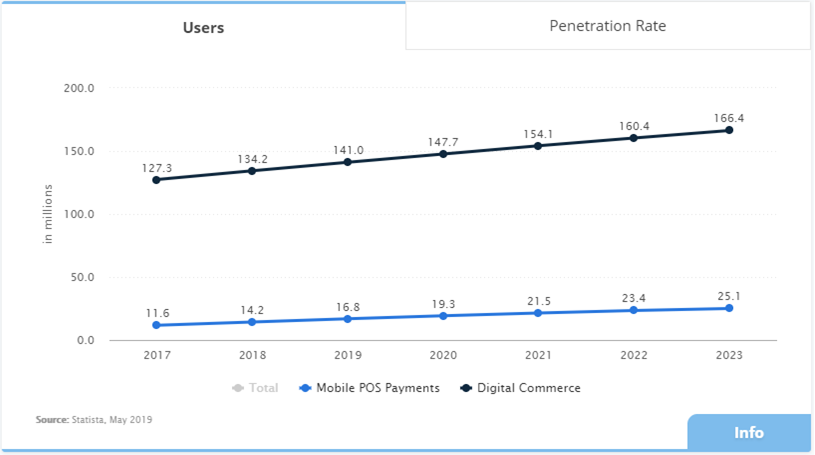 Users
Penetration Rate
in millions
200.0
150.0
100.0
50.0
0.0
127.3
134.2
141.0
147.7
154.1
160.4
166.4
11.6
14.2
16.8
19.3
21.5
23.4
25.1
2017 2018 2019 2020 2021 2022 2023
Total Mobile POS Payments Digital Commerce
Source: Statista, May 2019
Info